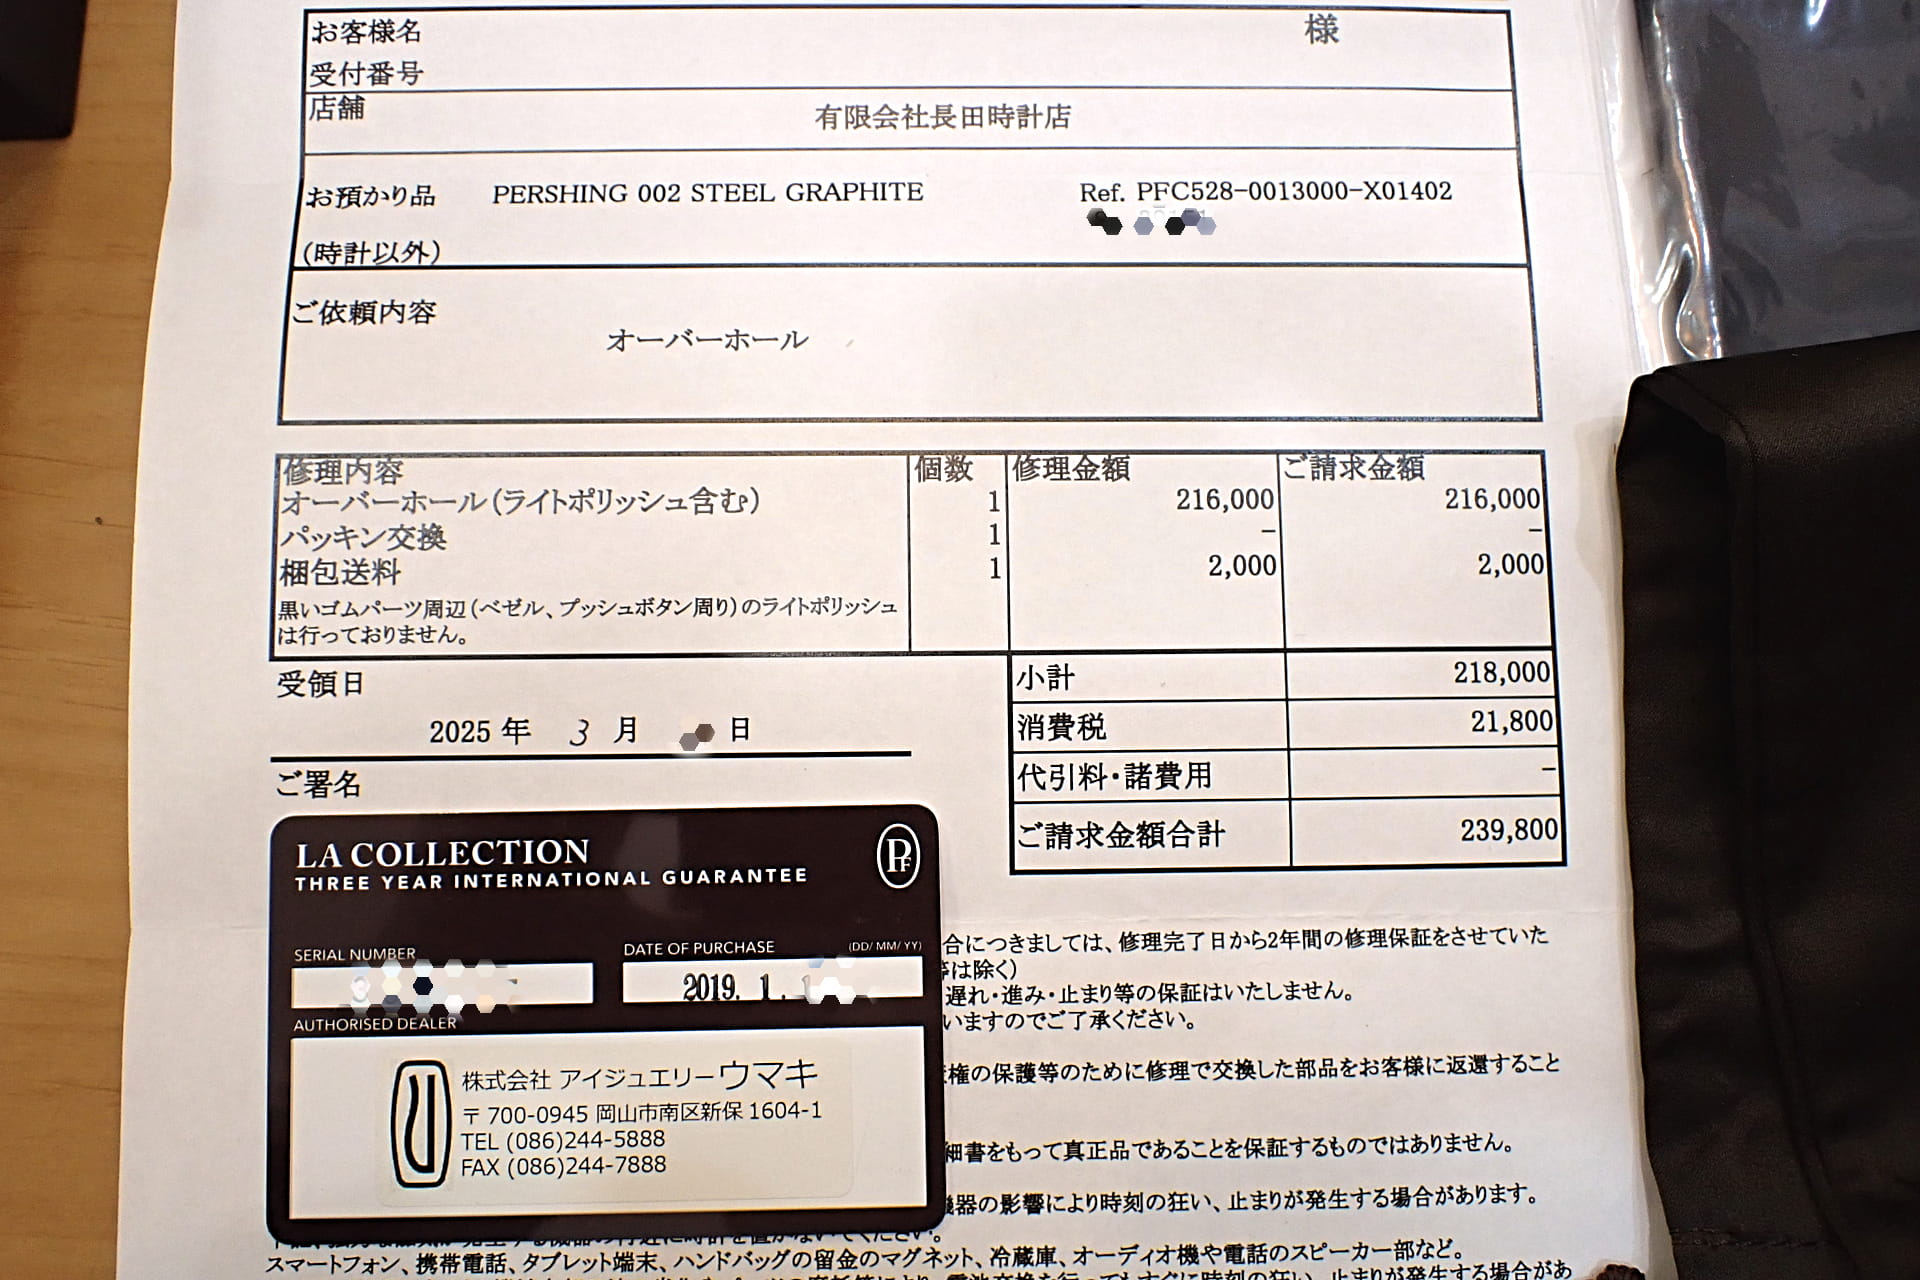 お客様名 様
受付番号
店舗 有限会社長田時計店
お預かり品 PERSHING 002 STEEL GRAPHITE Ref. PFC528-0013000-X01402
(時計以外)
ご依頼内容
オーバーホール
修理内容 個数 修理金額 ご請求金額
オーバーホール(ライトポリッシュ含む) 1 216,000 216,000
パッキン交換 1 - -
梱包送料 1 2,000 2,000
黒いゴムパーツ周辺(ベゼル、プッシュボタン周り)のライトポリッシュ
は行っておりません。
小計 218,000
消費税 21,800
代引料・諸費用 -
ご請求金額合計 239,800
受領日
2025 年 3 月 日
ご署名
LA COLLECTION
THREE YEAR INTERNATIONAL GUARANTEE
PF
SERIAL NUMBER
DATE OF PURCHASE (DD/MM/YY)
2019. 1.
AUTHORISED DEALER
株式会社 アイジュエリーウマキ
〒700-0945 岡山市南区新保 1604-1
TEL (086)244-5888
FAX (086)244-7888
合につきましては、修理完了日から2年間の修理保証をさせていた
等は除く)
遅れ・進み・止まり等の保証はいたしません。
いますのでご了承ください。
権の保護等のために修理で交換した部品をお客様に返還すること
細書をもって真正品であることを保証するものではありません。
機器の影響により時刻の狂い、止まりが発生する場合があります。
スマートフォン、携帯電話、タブレット端末、ハンドバッグの留金のマグネット、冷蔵庫、オーディオ機や電話のスピーカー部など。